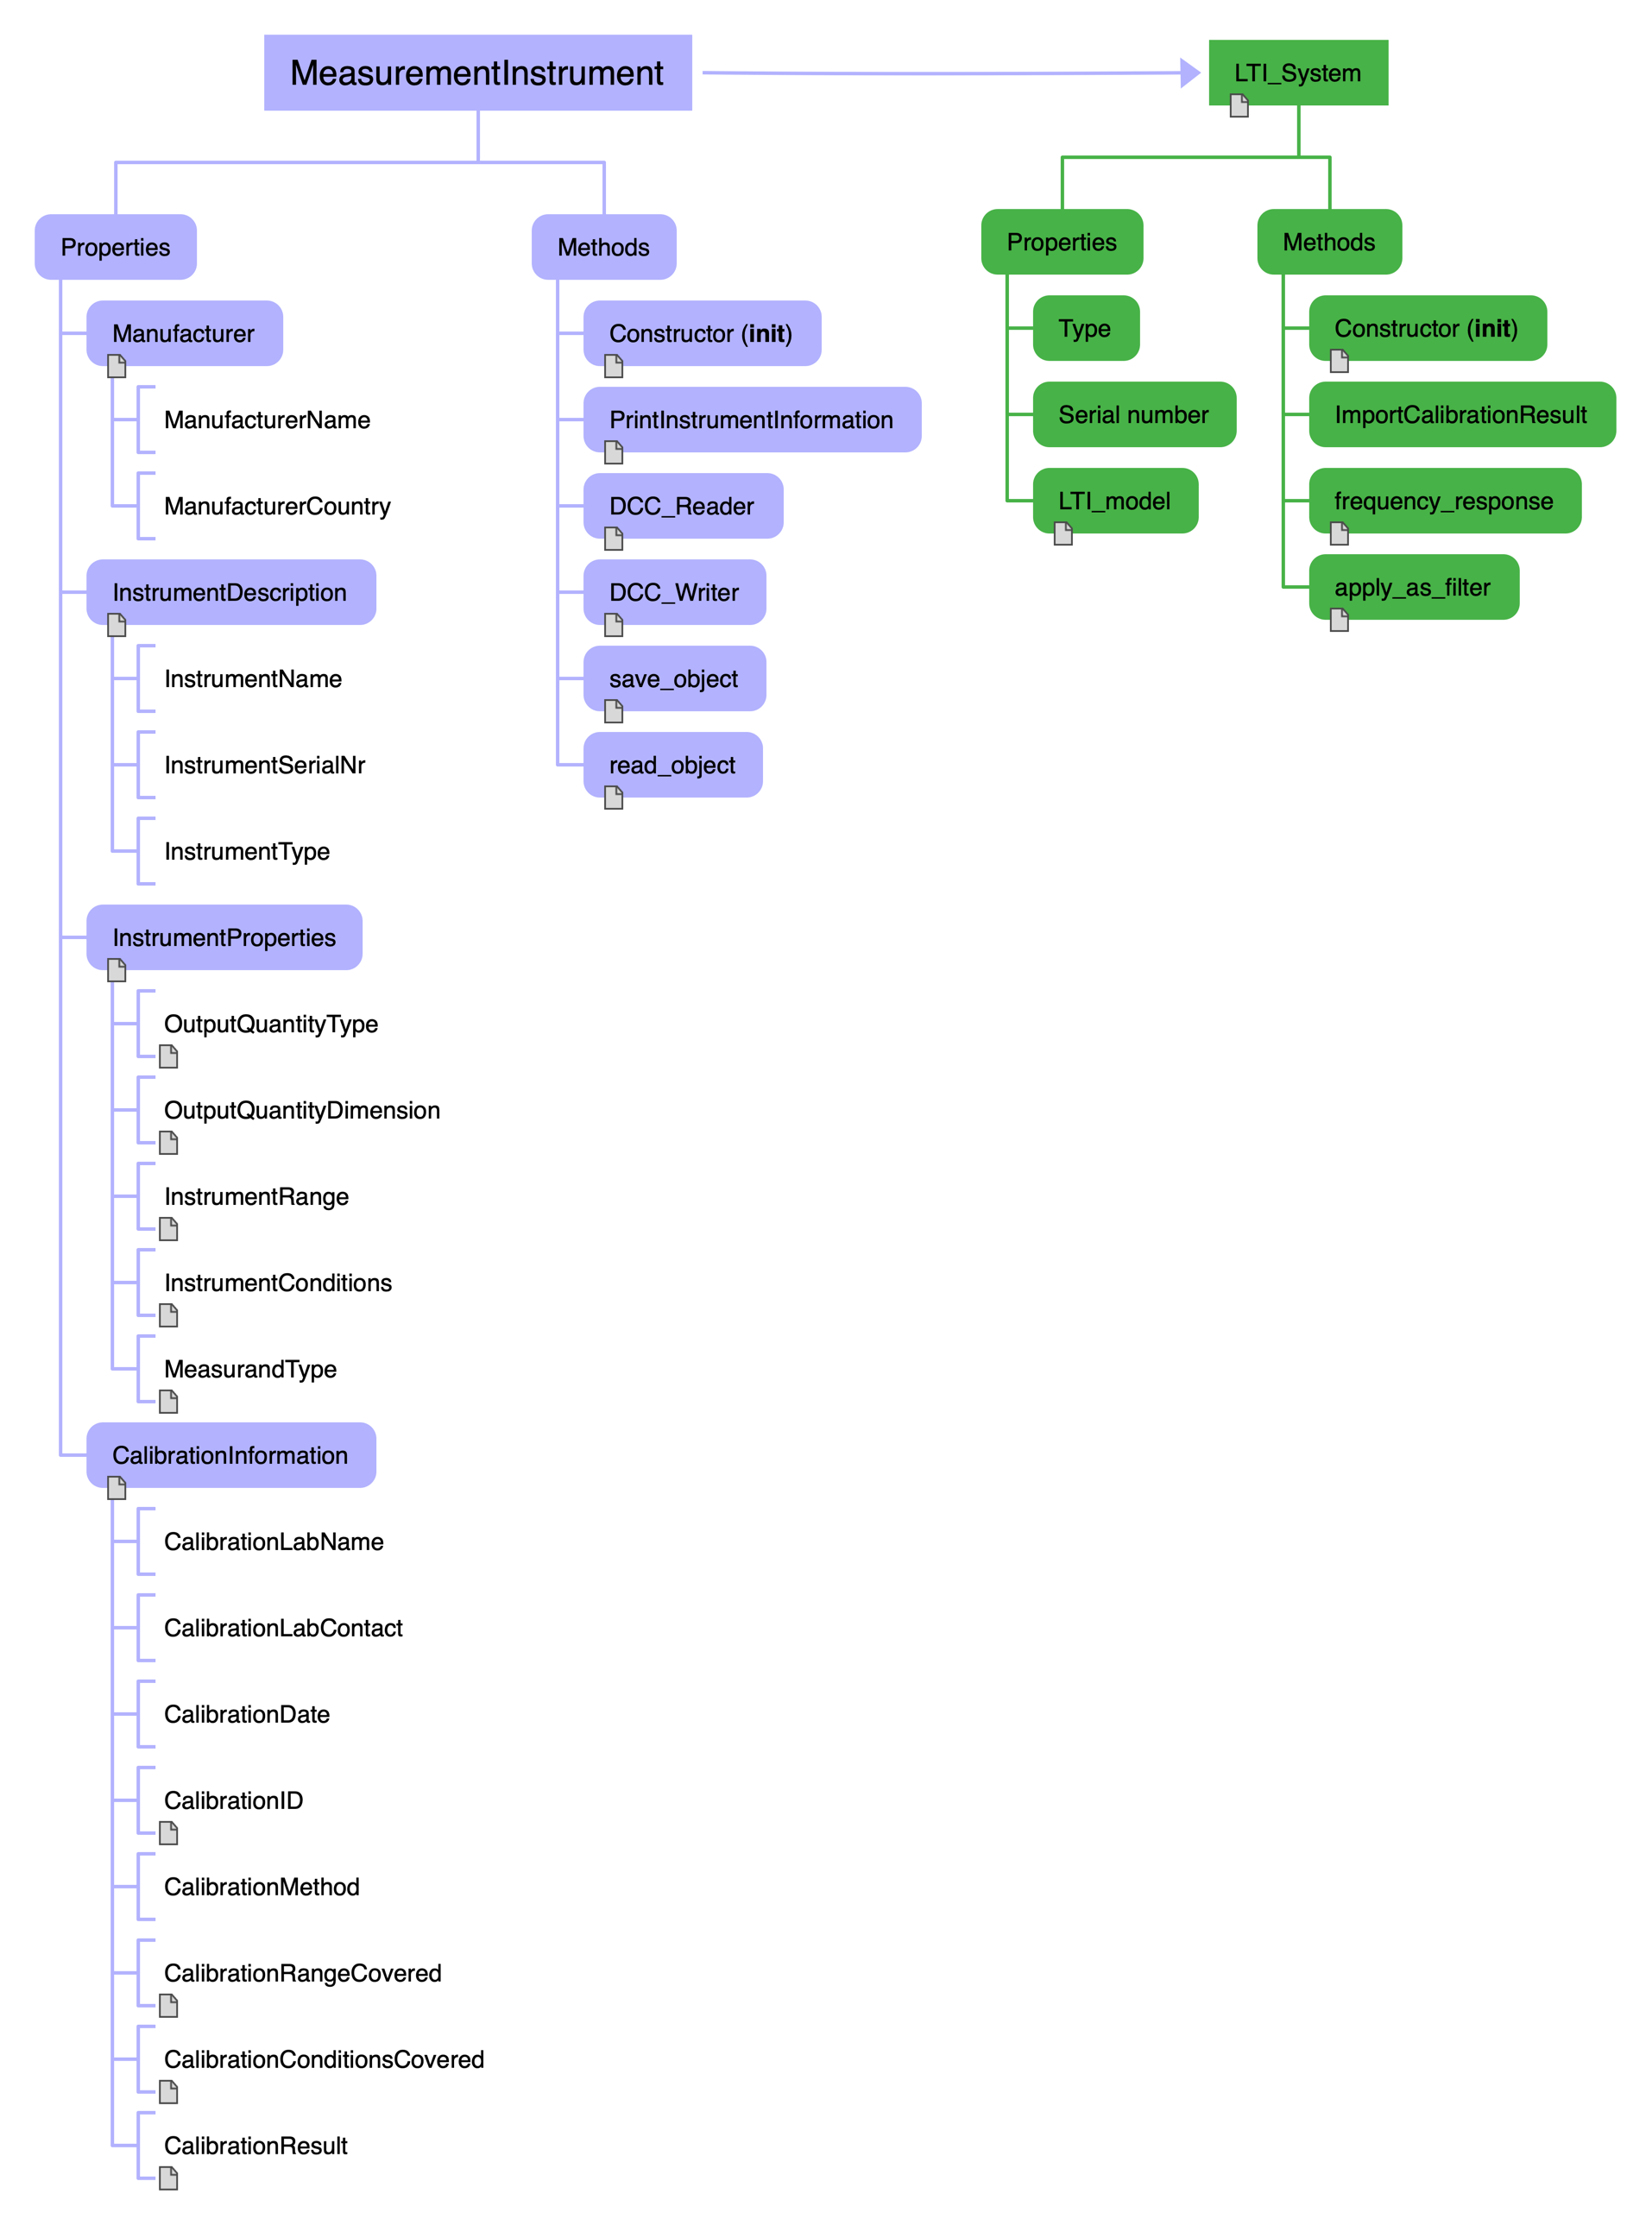 MeasurementInstrument
Properties
Manufacturer
ManufacturerName
ManufacturerCountry
InstrumentDescription
InstrumentName
InstrumentSerialNr
InstrumentType
InstrumentProperties
OutputQuantityType
OutputQuantityDimension
InstrumentRange
InstrumentConditions
MeasurandType
CalibrationInformation
CalibrationLabName
CalibrationLabContact
CalibrationDate
CalibrationID
CalibrationMethod
CalibrationRangeCovered
CalibrationConditionsCovered
CalibrationResult
Methods
Constructor (init)
PrintInstrumentInformation
DCC_Reader
DCC_Writer
save_object
read_object
LTI_System
Properties
Type
Serial number
LTI_model
Methods
Constructor (init)
ImportCalibrationResult
frequency_response
apply_as_filter